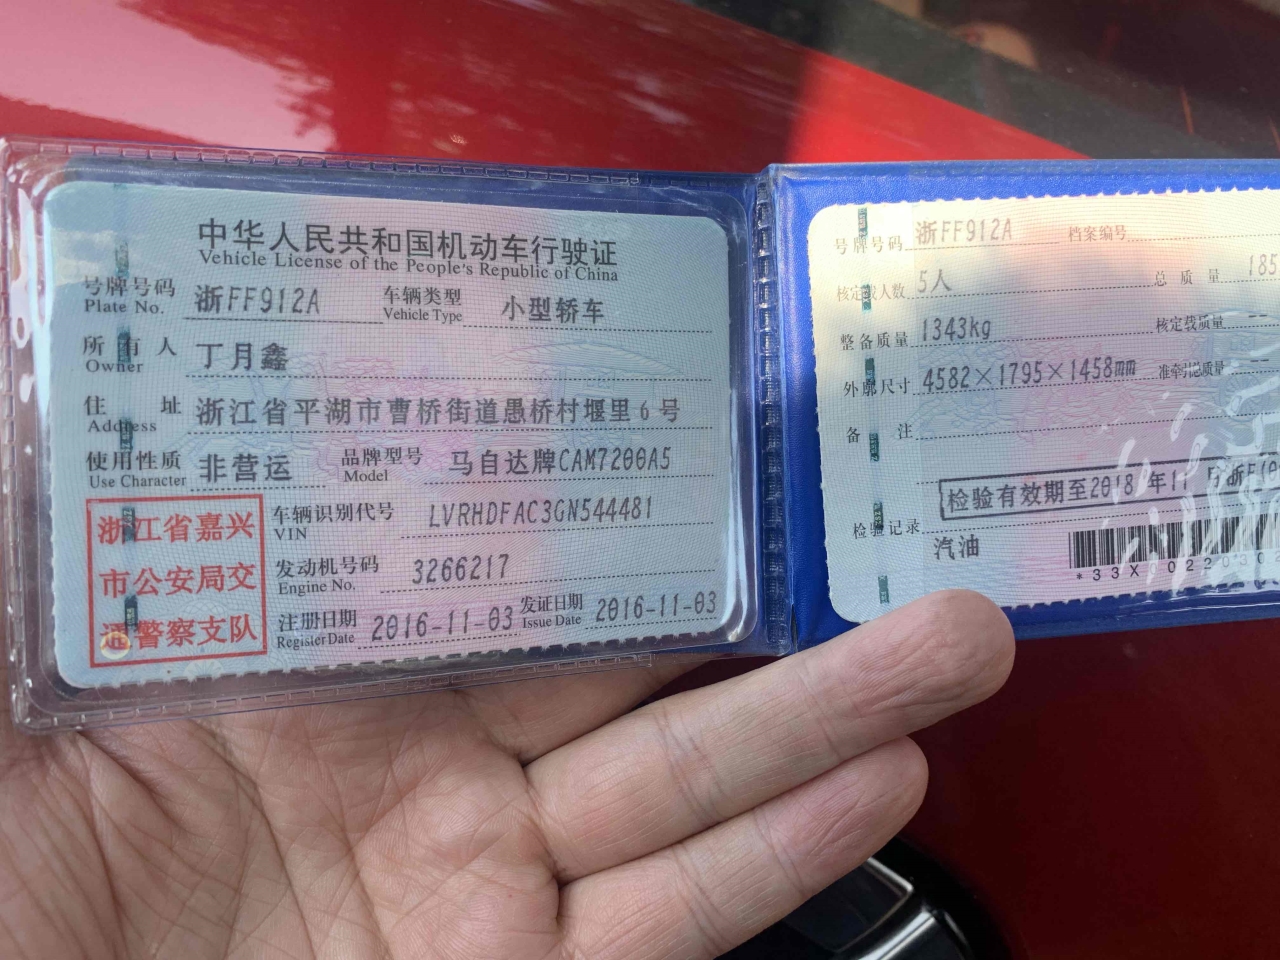 中华人民共和国机动车行驶证
Vehicle License of the People's Republic of China
号牌号码 浙FF912A 车辆类型 小型轿车
Plate No. Vehicle Type
所有人 丁月鑫
Owner
住址 浙江省平湖市曹桥街道愚桥村堰里6号
Address
使用性质 非营运 品牌型号 马自达牌CAM7200A5
Use Character Model
浙江省嘉兴
市公安局交
通警察支队
车辆识别代号 LVRHDFAC3GN544481
VIN
发动机号码 3266217
Engine No.
注册日期 2016-11-03 发证日期 2016-11-03
Register Date Issue Date
号牌号码 浙FF912A 档案编号
核定载人数 5人 总质量 185
整备质量 1343kg 核定载质量 --
外廓尺寸 4582×1795×1458mm 准牵引总质量
备注
检验有效期至2018年11月浙F(0
检验记录
汽油